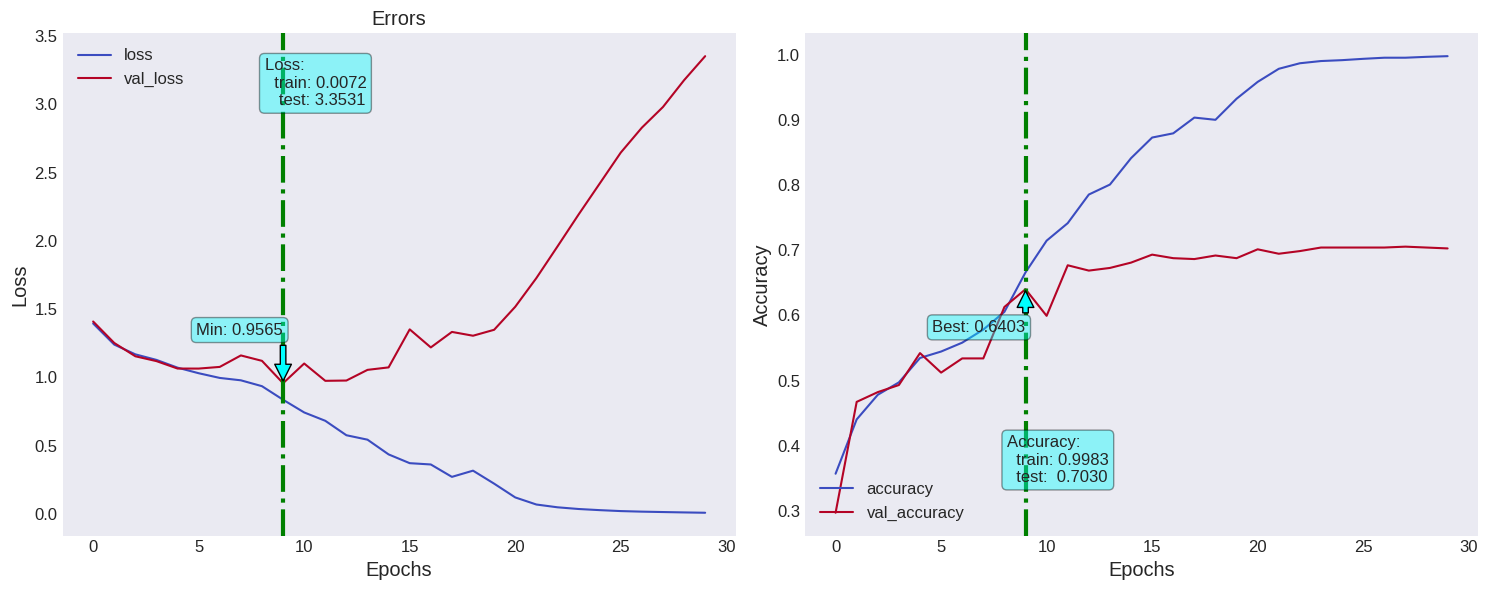 Errors
3.5
3.0
2.5
2.0
1.5
1.0
0.5
0.0
Loss
loss
val_loss
Loss:
train: 0.0072
test: 3.3531
Min: 0.9565
0 5 10 15 20 25 30
Epochs
1.0
0.9
0.8
0.7
0.6
0.5
0.4
0.3
Accuracy
Best: 0.6403
Accuracy:
train: 0.9983
test: 0.7030
accuracy
val_accuracy
0 5 10 15 20 25 30
Epochs